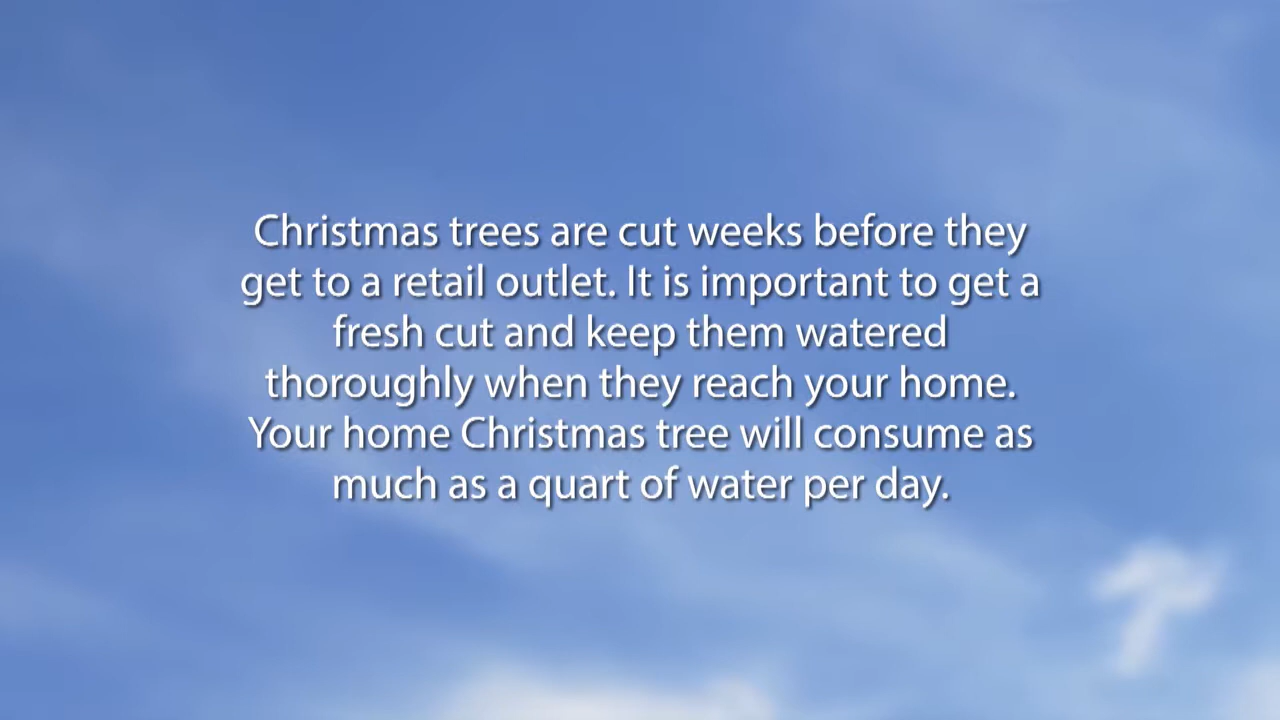 Christmas trees are cut weeks before they
get to a retail outlet. It is important to get a
fresh cut and keep them watered
thoroughly when they reach your home.
Your home Christmas tree will consume as
much as a quart of water per day.